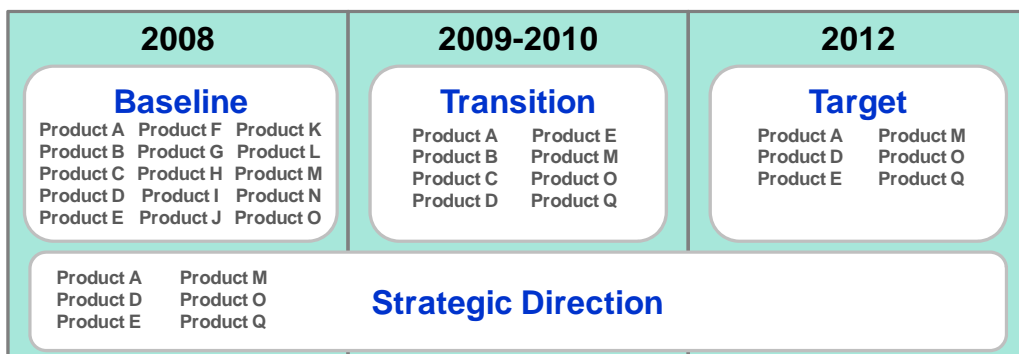 2008
Baseline
Product A Product F Product K
Product B Product G Product L
Product C Product H Product M
Product D Product I Product N
Product E Product J Product O
2009-2010
Transition
Product A Product E
Product B Product M
Product C Product O
Product D Product Q
2012
Target
Product A Product M
Product D Product O
Product E Product Q
Product A Product M
Product D Product O
Product E Product Q
Strategic Direction